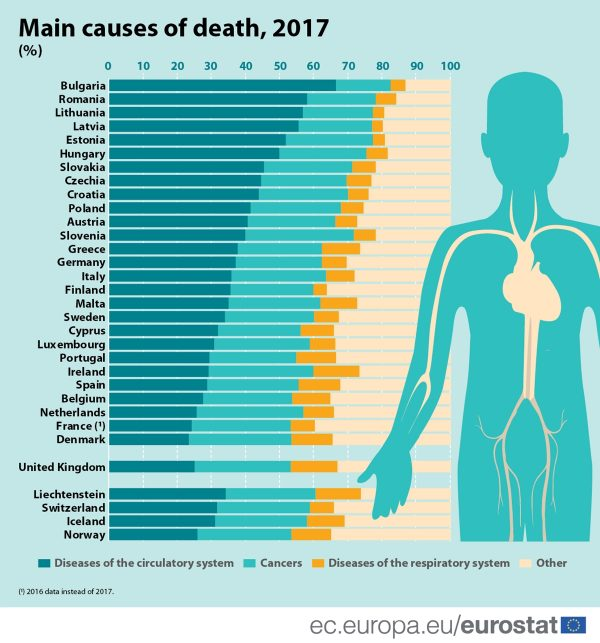 Main causes of death, 2017
(%)
0 10 20 30 40 50 60 70 80 90 100
Bulgaria
Romania
Lithuania
Latvia
Estonia
Hungary
Slovakia
Czechia
Croatia
Poland
Austria
Slovenia
Greece
Germany
Italy
Finland
Malta
Sweden
Cyprus
Luxembourg
Portugal
Ireland
Spain
Belgium
Netherlands
France (¹)
Denmark
United Kingdom
Liechtenstein
Switzerland
Iceland
Norway
Diseases of the circulatory system Cancers Diseases of the respiratory system Other
(¹) 2016 data instead of 2017.
ec.europa.eu/eurostat